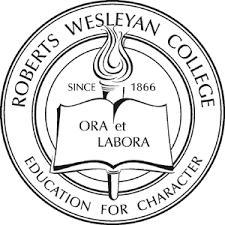 ROBERTS WESLEYAN COLLEGE
SINCE 1866
ORA et
LABORA
EDUCATION FOR CHARACTER